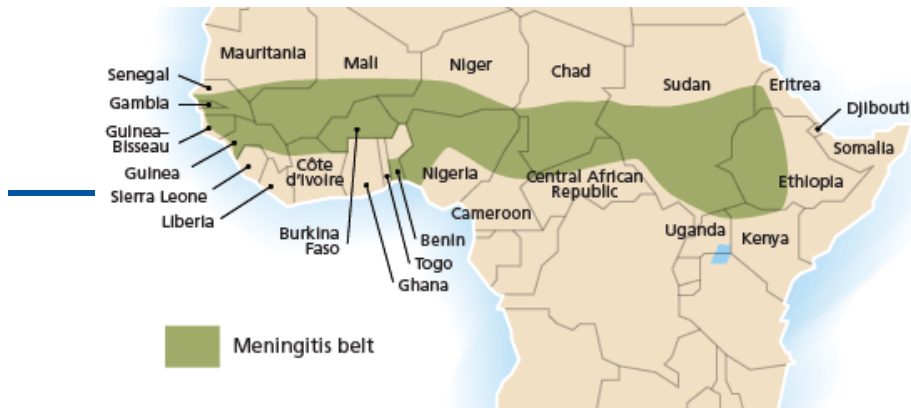 Mauritania
Mali
Niger
Chad
Sudan
Eritrea
Djibouti
Somalia
Ethiopia
Senegal
Gambia
Guinea–
Bisseau
Guinea
Sierra Leone
Liberia
Côte
d'Ivoire
Burkina
Faso
Benin
Togo
Ghana
Nigeria
Cameroon
Central African
Republic
Uganda
Kenya
Meningitis belt